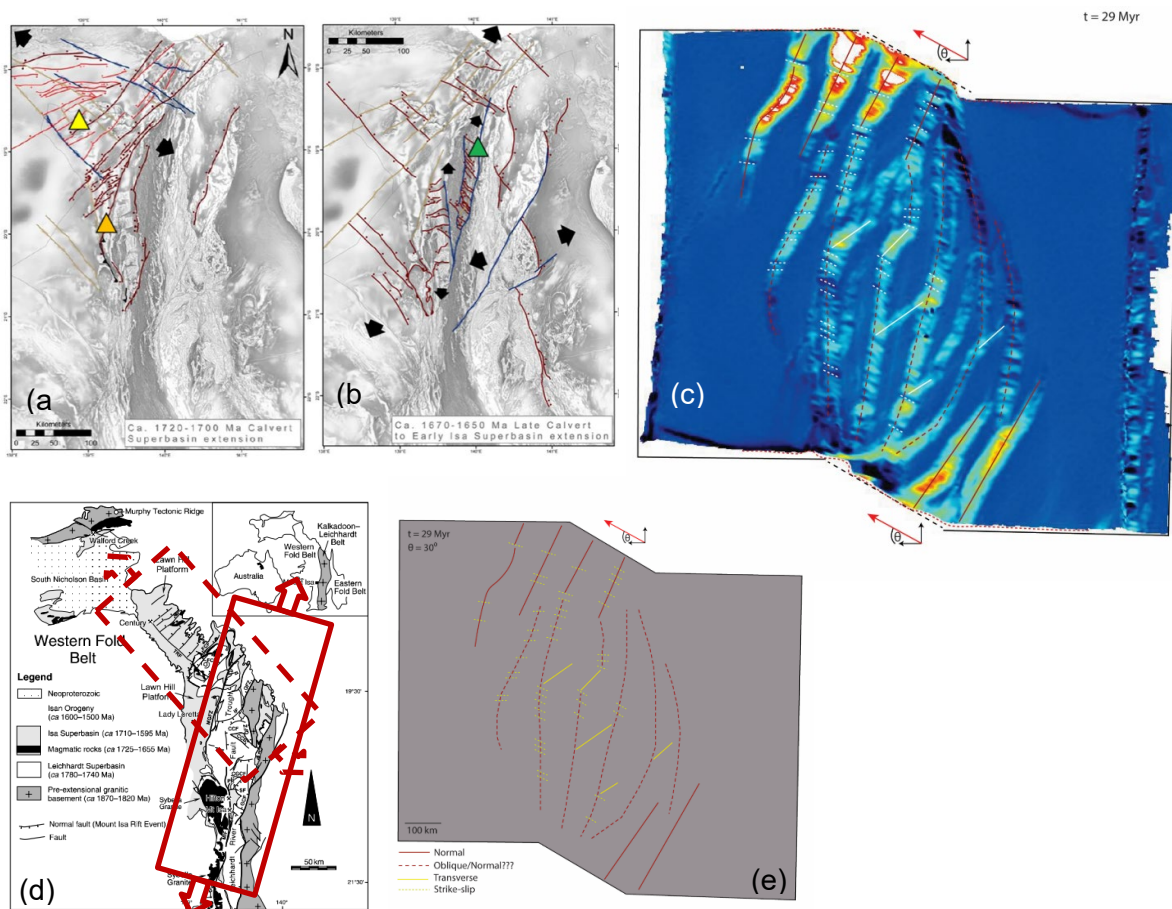 N
(a)
Kilometers
0 25 50 100
Ca. 1720-1700 Ma Calvert
Superbasin extension
Kilometers
0 25 50 100
(b)
Ca. 1670-1650 Ma Late Calvert
to Early Isa Superbasin extension
t = 29 Myr
θ
(c)
θ
Murphy Tectonic Ridge
Walford Creek
South Nicholson Basin
Lawn Hill
Platform
Century
Western Fold
Belt
Kalkadoon-
Leichhardt
Belt
Western
Fold Belt
Australia
Eastern
Fold Belt
Legend
Neoproterozoic
Isan Orogeny
(ca 1600–1500 Ma)
Isa Superbasin (ca 1710–1595 Ma)
Magmatic rocks (ca 1725–1655 Ma)
Leichhardt Superbasin
(ca 1780–1740 Ma)
Pre-extensional granitic
basement (ca 1870–1820 Ma)
Normal fault (Mount Isa Rift Event)
Fault
Lawn Hill
Platform
Trough
Fault
River
Granite
N
50 km
19°30'
21°30'
140°
(d)
t = 29 Myr
θ = 30°
θ
100 km
Normal
Oblique/Normal???
Transverse
Strike-slip
(e)